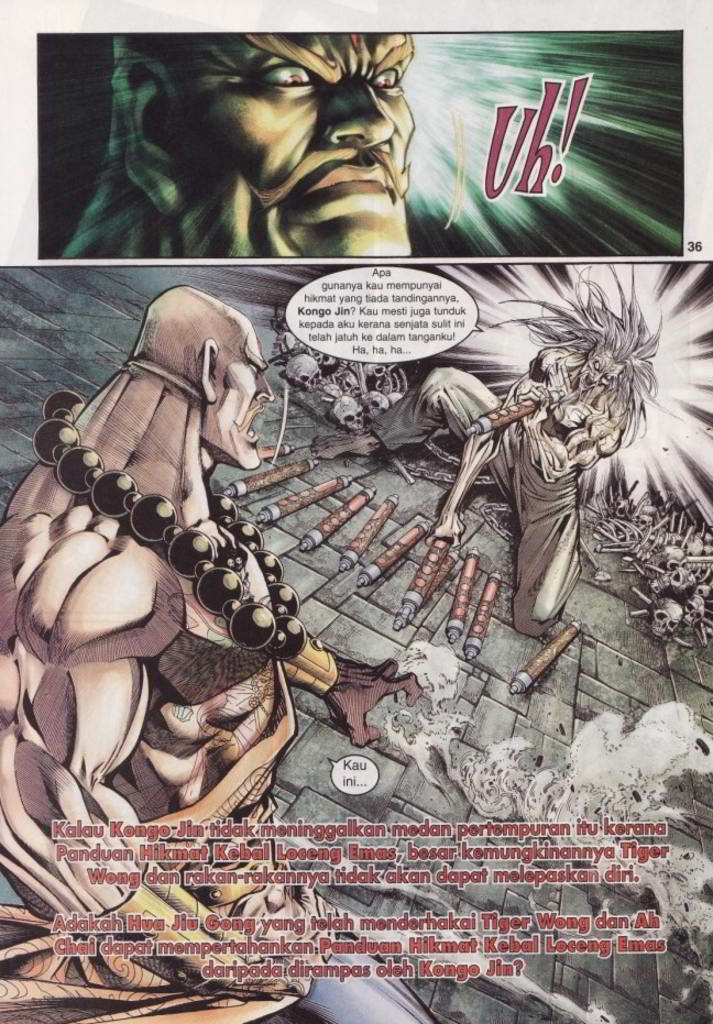 Uh!
36
Apa
gunanya kau mempunyai
hikmat yang tiada tandingannya,
Kongo Jin? Kau mesti juga tunduk
kepada aku kerana senjata sulit ini
telah jatuh ke dalam tanganku!
Ha, ha, ha...
Kau
ini...
Kalau Kongo Jin tidak meninggalkan medan pertempuran itu kerana
Panduan Hikmat Kebal Loceng Emas, besar kemungkinannya Tiger
Wong dan rakan-rakannya tidak akan dapat melepaskan diri.
Adakah Hua Jiu Gong yang telah menderhakai Tiger Wong dan Ah
Chai dapat mempertahankan Panduan Hikmat Kebal Loceng Emas
daripada dirampas oleh Kongo Jin?